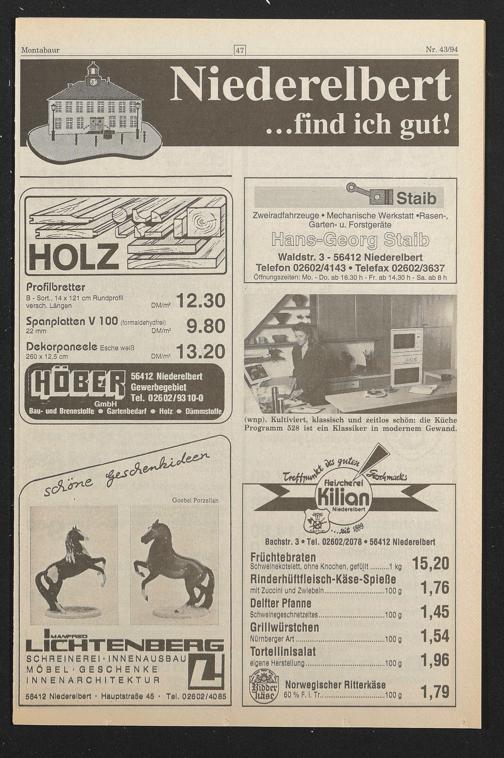 Montabaur
47
Nr. 43/94
Niederelbert
...find ich gut!
HOLZ
Profilbretter
B - Sort., 14 x 121 cm Rundprofil
versch. Längen
DM/m²
12.30
Spanplatten V 100 (formaldehydfrei)
22 mm
DM/m²
9.80
Dekorpaneele Esche weiß
260 x 12,5 cm
DM/m²
13.20
HÖBER
GmbH
56412 Niederelbert
Gewerbegebiet
Tel. 02602/9310-0
Bau- und Brennstoffe • Gartenbedarf • Holz • Dämmstoffe
schöne geschenkideen
Goebel Porzellan
MANFRED
LICHTENBERG
SCHREINEREI·INNENAUSBAU
MÖBEL·GESCHENKE
INNENARCHITEKTUR
56412 Niederelbert · Hauptstraße 45 · Tel. 02602/4085
Staib
Zweiradfahrzeuge • Mechanische Werkstatt •Rasen-,
Garten- u. Forstgeräte
Hans-Georg Staib
Waldstr. 3 - 56412 Niederelbert
Telefon 02602/4143 • Telefax 02602/3637
Öffnungszeiten: Mo. - Do. ab 16.30 h - Fr. ab 14.30 h - Sa. ab 8 h
(wnp). Kultiviert, klassisch und zeitlos schön: die Küche
Programm 528 ist ein Klassiker in modernem Gewand.
Treffpunkt des guten Geschmacks
Fleischerei
Kilian
Niederelbert
...seit 1899
Bachstr. 3 • Tel. 02602/2078 • 56412 Niederelbert
Früchtebraten
Schweinekotelett, ohne Knochen, gefüllt ........1 kg 15,20
Rinderhüftfleisch-Käse-Spieße
mit Zuccini und Zwiebeln........100 g 1,76
Delfter Pfanne
Schweinegeschnetzeltes........100 g 1,45
Grillwürstchen
Nürnberger Art........100 g 1,54
Tortellinisalat
eigene Herstellung........100 g 1,96
Ridder
Käse
Norwegischer Ritterkäse
60 % F. i. Tr........100 g 1,79